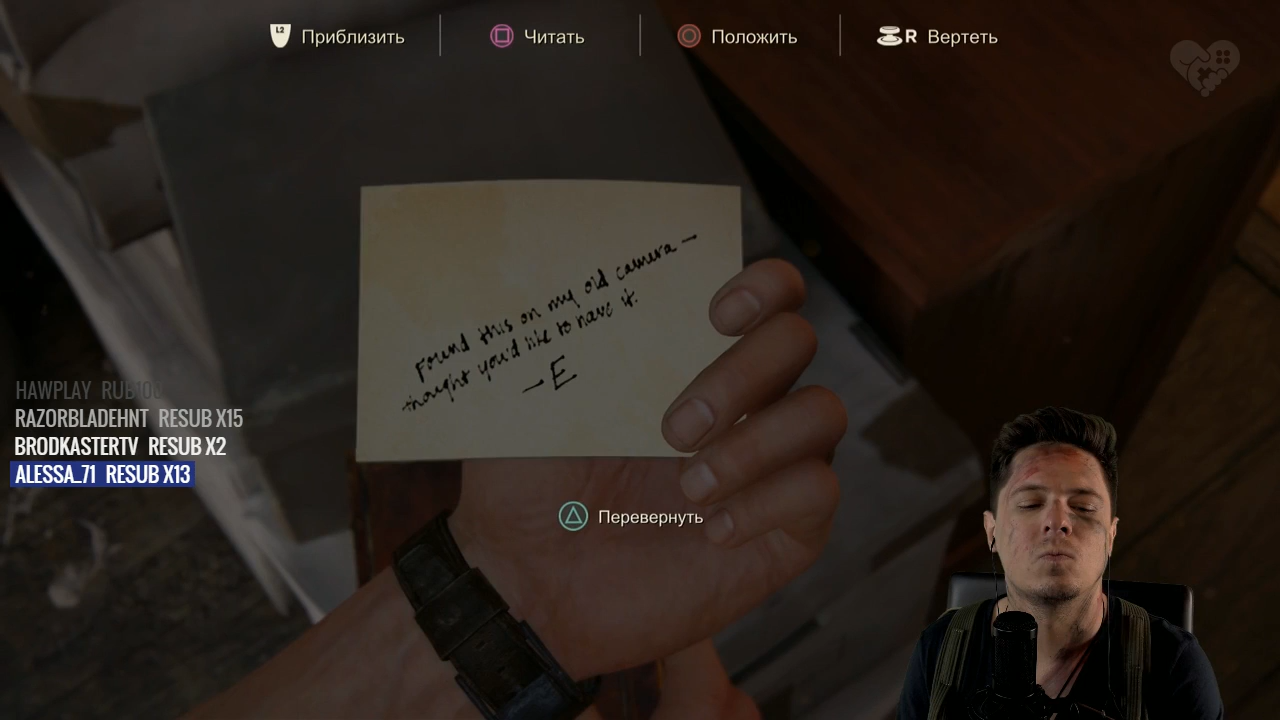 L2 Приблизить
Читать
Положить
R Вертеть
Found this on my old camera —
thought you'd like to have it.
— E
HAWPLAY RUB100
RAZORBLADEHNT RESUB X15
BRODKASTERTV RESUB X2
ALESSA_71 RESUB X13
Перевернуть